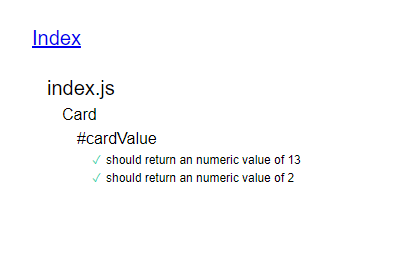 Index
index.js
Card
#cardValue
✓ should return an numeric value of 13
✓ should return an numeric value of 2